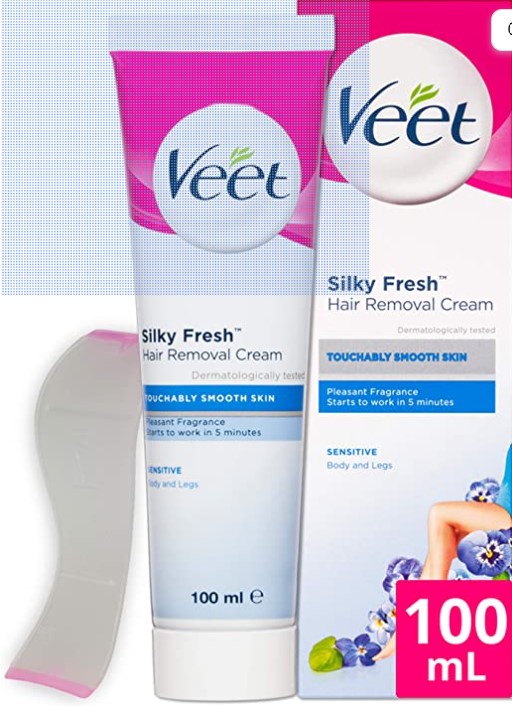 Veet
Silky Fresh™
Hair Removal Cream
Dermatologically tested
TOUCHABLY SMOOTH SKIN
Pleasant Fragrance
Starts to work in 5 minutes
SENSITIVE
Body and Legs
100 ml e
Veet
Silky Fresh™
Hair Removal Cream
Dermatologically tested
TOUCHABLY SMOOTH SKIN
Pleasant Fragrance
Starts to work in 5 minutes
SENSITIVE
Body and Legs
100
mL